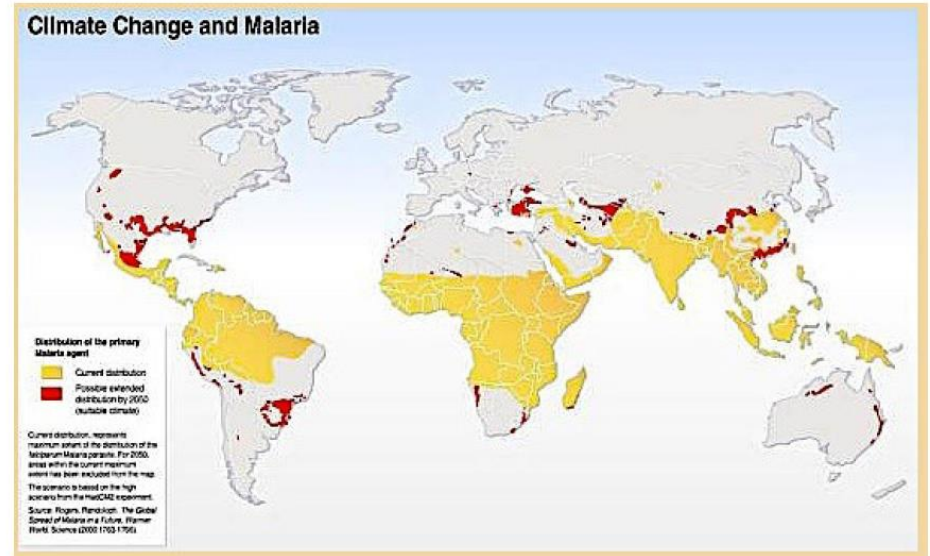 Climate Change and Malaria
Distribution of the primary
Malaria agent
Current distribution
Possible extended
distribution by 2050
(suitable climate)
Current distribution, represents
maximum extent of the distribution of the
falciparum Malaria parasite. For 2050,
areas within the current maximum
extent has been excluded from the map.
The scenario is based on the high
scenario from the HadCM2 experiment.
Source: Rogers, Randolph. The Global
Spread of Malaria in a Future, Warmer
World. Science (2000:1763-1766).